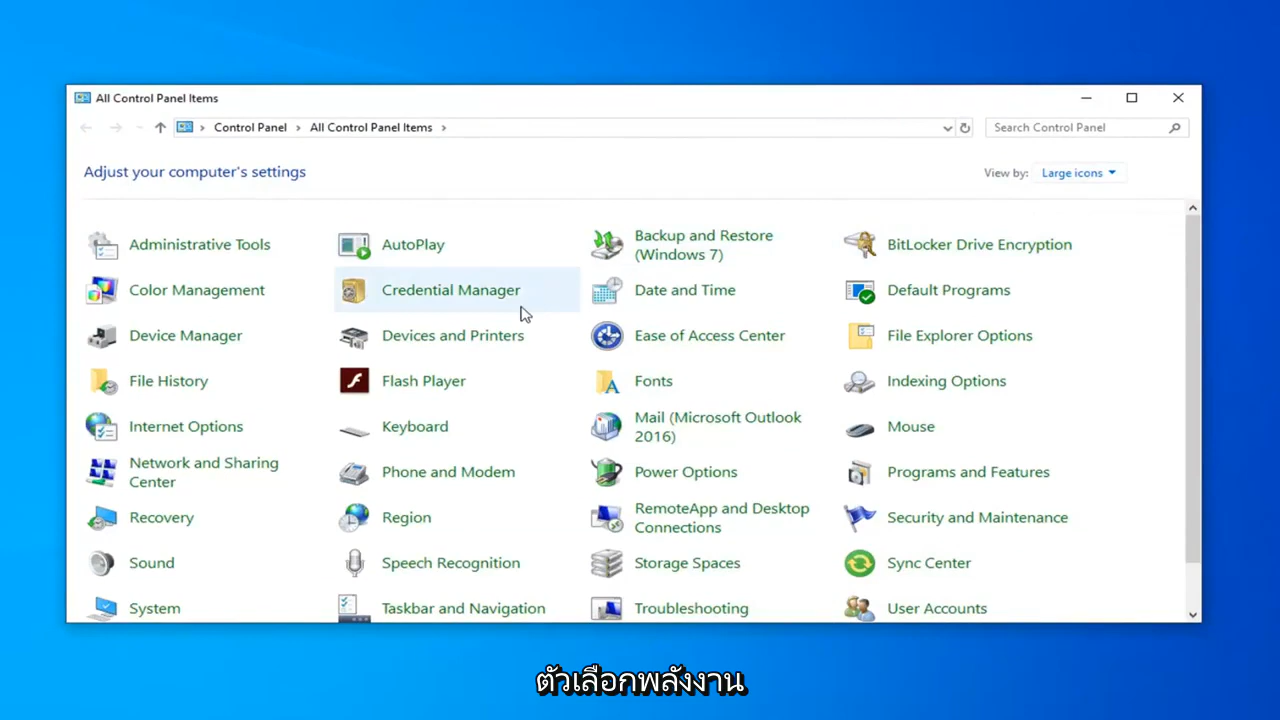 All Control Panel Items
Control Panel › All Control Panel Items ›
Search Control Panel
Adjust your computer's settings
View by: Large icons
Administrative Tools
AutoPlay
Backup and Restore
(Windows 7)
BitLocker Drive Encryption
Color Management
Credential Manager
Date and Time
Default Programs
Device Manager
Devices and Printers
Ease of Access Center
File Explorer Options
File History
Flash Player
Fonts
Indexing Options
Internet Options
Keyboard
Mail (Microsoft Outlook
2016)
Mouse
Network and Sharing
Center
Phone and Modem
Power Options
Programs and Features
Recovery
Region
RemoteApp and Desktop
Connections
Security and Maintenance
Sound
Speech Recognition
Storage Spaces
Sync Center
System
Taskbar and Navigation
Troubleshooting
User Accounts
ตัวเลือกพลังงาน